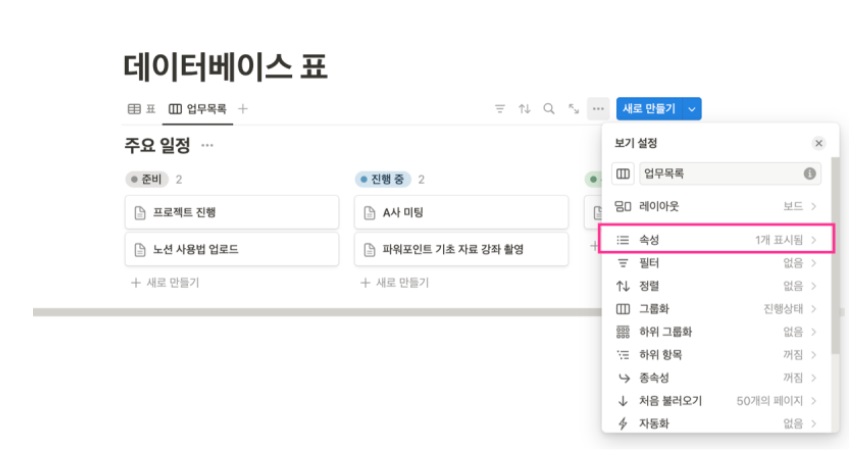 데이터베이스 표
표 업무목록 +
새로 만들기
주요 일정 ···
준비 2
진행 중 2
프로젝트 진행
A사 미팅
노션 사용법 업로드
파워포인트 기초 자료 강좌 촬영
+ 새로 만들기
+ 새로 만들기
보기 설정
업무목록
레이아웃 보드
속성 1개 표시됨
필터 없음
정렬 없음
그룹화 진행상태
하위 그룹화 없음
하위 항목 꺼짐
종속성 꺼짐
처음 불러오기 50개의 페이지
자동화 없음